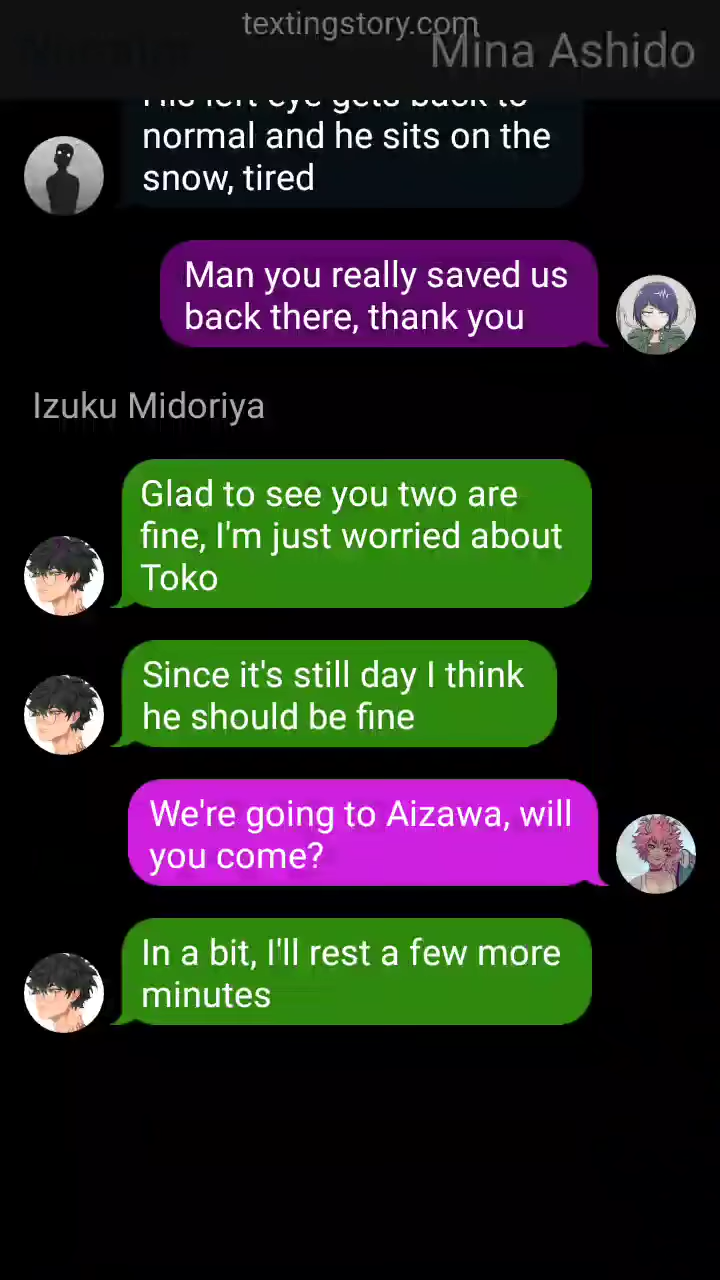 textingstory.com
Mina Ashido
His left eye gets back to
normal and he sits on the
snow, tired
Man you really saved us
back there, thank you
Izuku Midoriya
Glad to see you two are
fine, I'm just worried about
Toko
Since it's still day I think
he should be fine
We're going to Aizawa, will
you come?
In a bit, I'll rest a few more
minutes